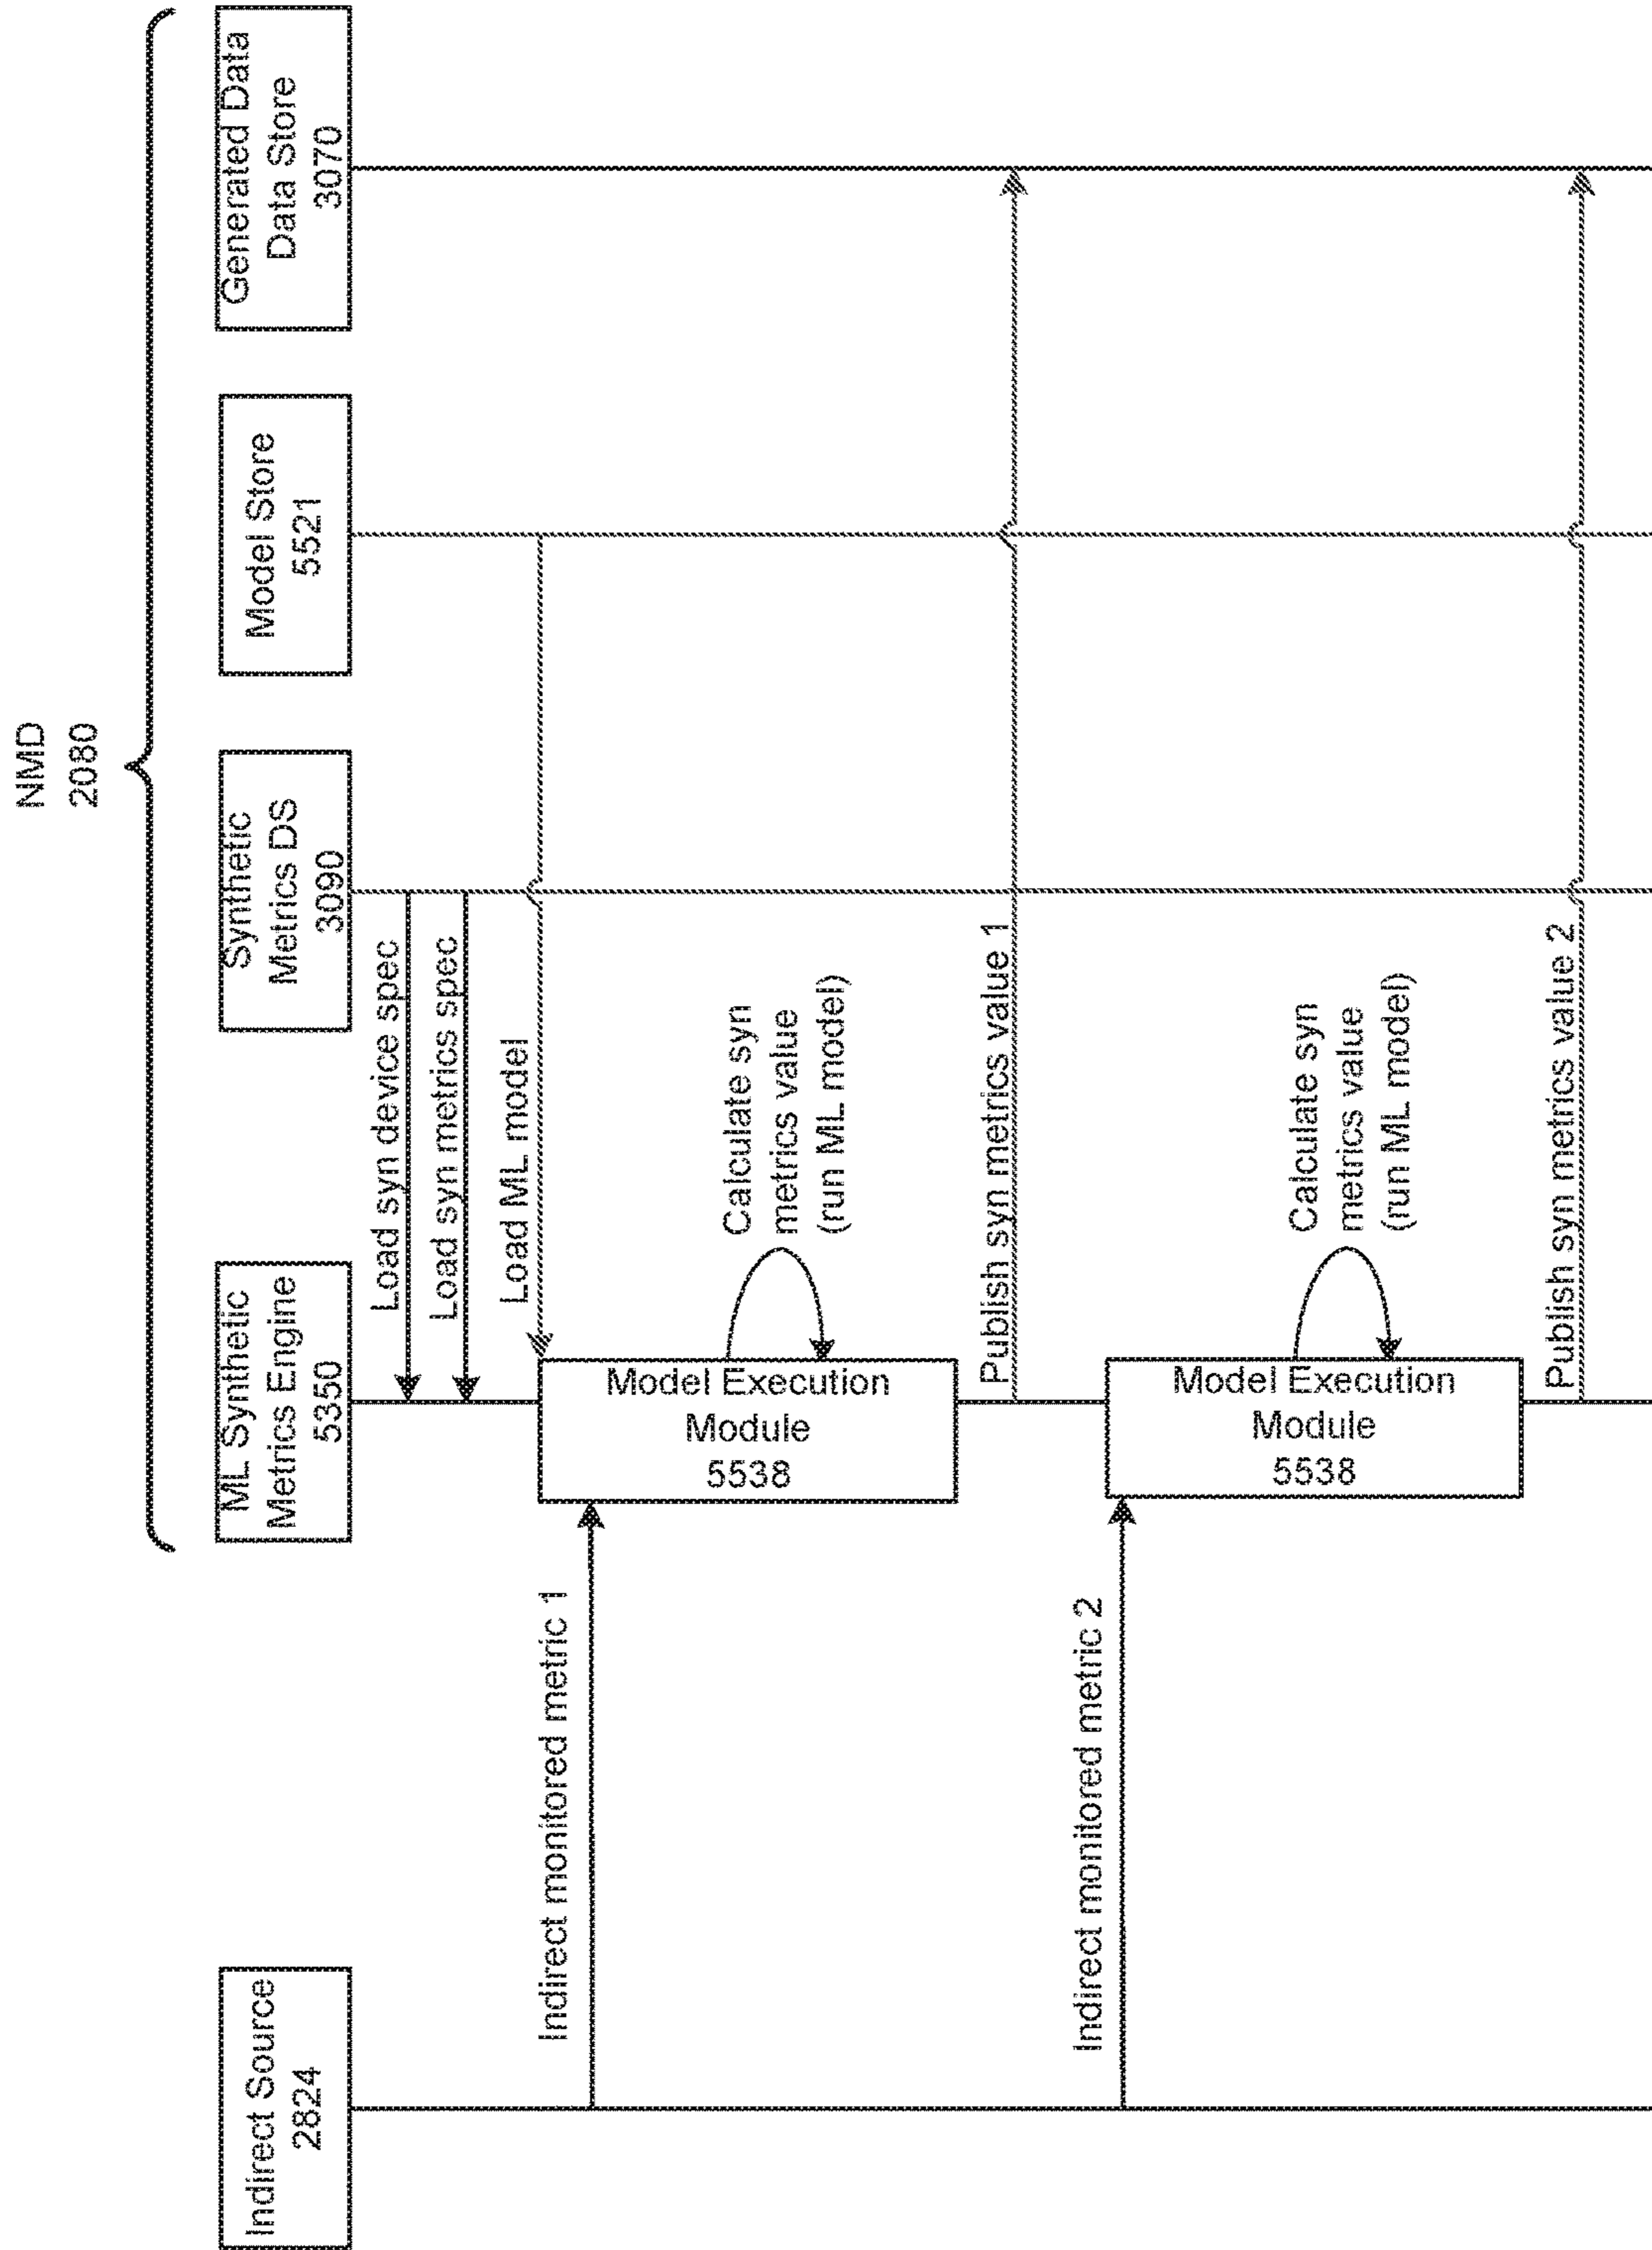 NMD
2080
Indirect Source
2824
ML Synthetic
Metrics Engine
5350
Synthetic
Metrics DS
3090
Model Store
5521
Generated Data
Data Store
3070
Load syn device spec
Load syn metrics spec
Load ML model
Indirect monitored metric 1
Model Execution
Module
5538
Calculate syn
metrics value
(run ML model)
Publish syn metrics value 1
Indirect monitored metric 2
Model Execution
Module
5538
Calculate syn
metrics value
(run ML model)
Publish syn metrics value 2